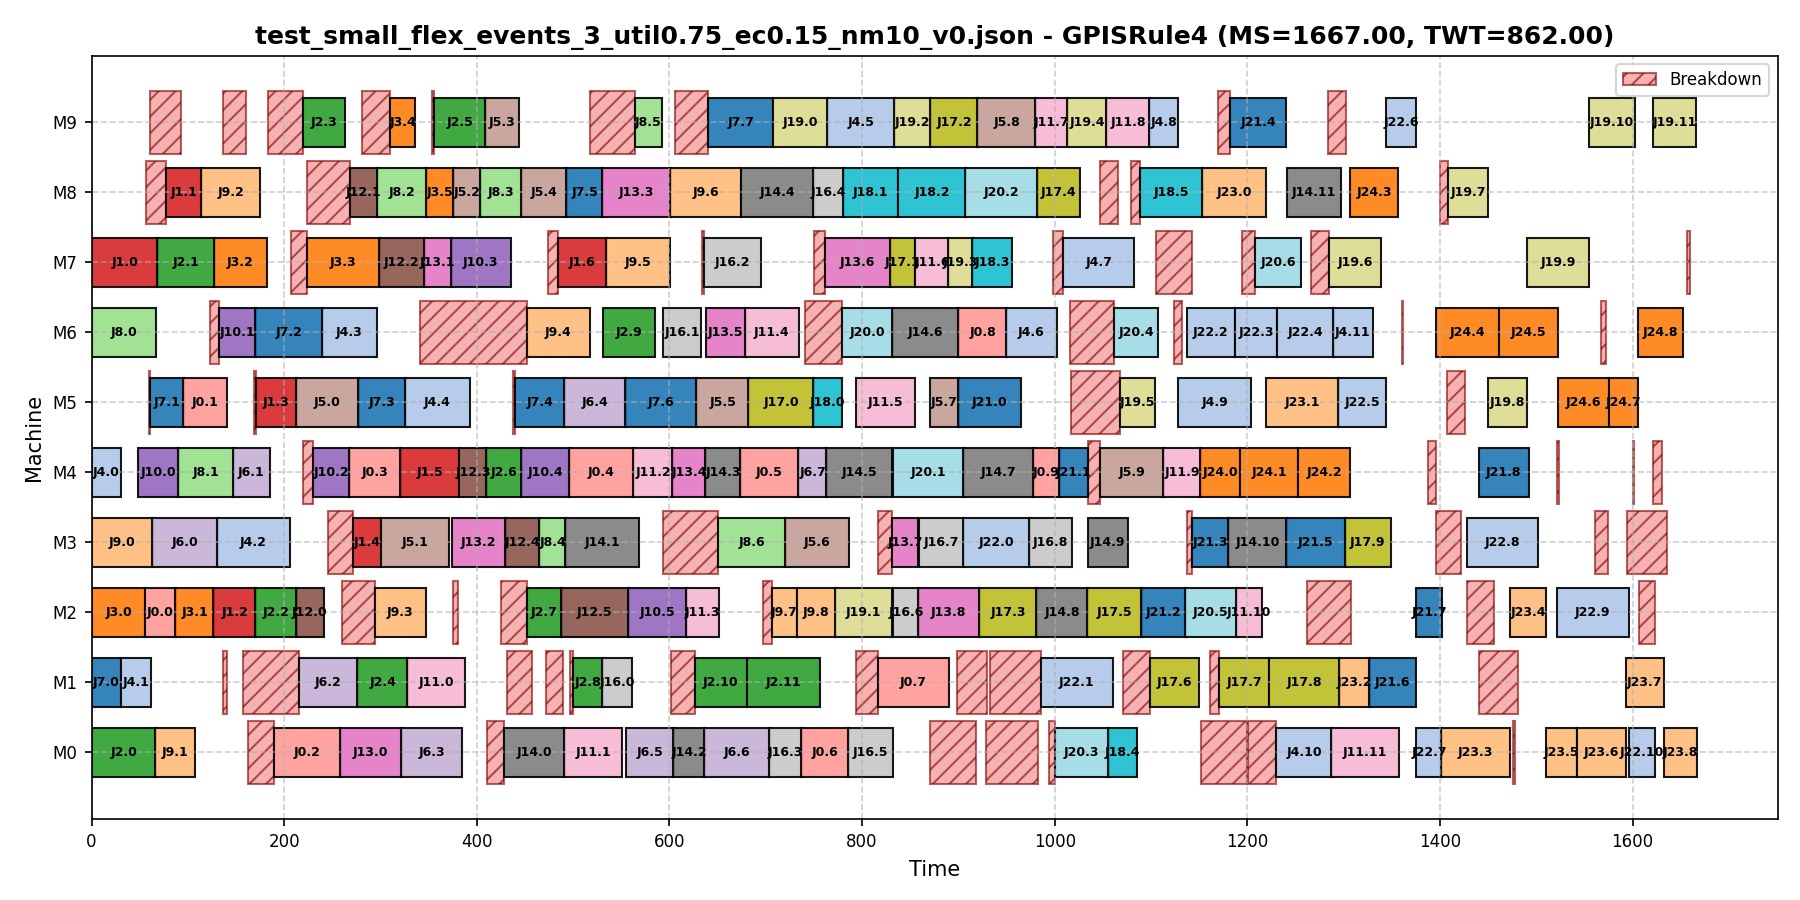 test_small_flex_events_3_util0.75_ec0.15_nm10_v0.json - GPISRule4 (MS=1667.00, TWT=862.00)
Breakdown
M9 J2.3 J3.4 J2.5 J5.3 J8.5 J7.7 J19.0 J4.5 J19.2 J17.2 J5.8 J11.7 J19.4 J11.8 J4.8 J21.4 J22.6 J19.10 J19.11
M8 J1.1 J9.2 J12.1 J8.2 J3.5 J5.2 J8.3 J5.4 J7.5 J13.3 J9.6 J14.4 J16.4 J18.1 J18.2 J20.2 J17.4 J18.5 J23.0 J14.11 J24.3 J19.7
M7 J1.0 J2.1 J3.2 J3.3 J12.2 J13.1 J10.3 J1.6 J9.5 J16.2 J13.6 J17.1 J11.6 J19.3 J18.3 J4.7 J20.6 J19.6 J19.9
M6 J8.0 J10.1 J7.2 J4.3 J9.4 J2.9 J16.1 J13.5 J11.4 J20.0 J14.6 J0.8 J4.6 J20.4 J22.2 J22.3 J22.4 J4.11 J24.4 J24.5 J24.8
M5 J7.1 J0.1 J1.3 J5.0 J7.3 J4.4 J7.4 J6.4 J7.6 J5.5 J17.0 J18.0 J11.5 J5.7 J21.0 J19.5 J4.9 J23.1 J22.5 J19.8 J24.6 J24.7
M4 J4.0 J10.0 J8.1 J6.1 J10.2 J0.3 J1.5 J12.3 J2.6 J10.4 J0.4 J11.2 J13.4 J14.3 J0.5 J6.7 J14.5 J20.1 J14.7 J0.9 J21.1 J5.9 J11.9 J24.0 J24.1 J24.2 J21.8
M3 J9.0 J6.0 J4.2 J1.4 J5.1 J13.2 J12.4 J8.4 J14.1 J8.6 J5.6 J13.7 J16.7 J22.0 J16.8 J14.9 J21.3 J14.10 J21.5 J17.9 J22.8
M2 J3.0 J0.0 J3.1 J1.2 J2.2 J12.0 J9.3 J2.7 J12.5 J10.5 J11.3 J9.7 J9.8 J19.1 J16.6 J13.8 J17.3 J14.8 J17.5 J21.2 J20.5 J11.10 J21.7 J23.4 J22.9
M1 J7.0 J4.1 J6.2 J2.4 J11.0 J2.8 J16.0 J2.10 J2.11 J0.7 J22.1 J17.6 J17.7 J17.8 J23.2 J21.6 J23.7
M0 J2.0 J9.1 J0.2 J13.0 J6.3 J14.0 J11.1 J6.5 J14.2 J6.6 J16.3 J0.6 J16.5 J20.3 J18.4 J4.10 J11.11 J22.7 J23.3 J23.5 J23.6 J22.10 J23.8
0 200 400 600 800 1000 1200 1400 1600
Time
Machine